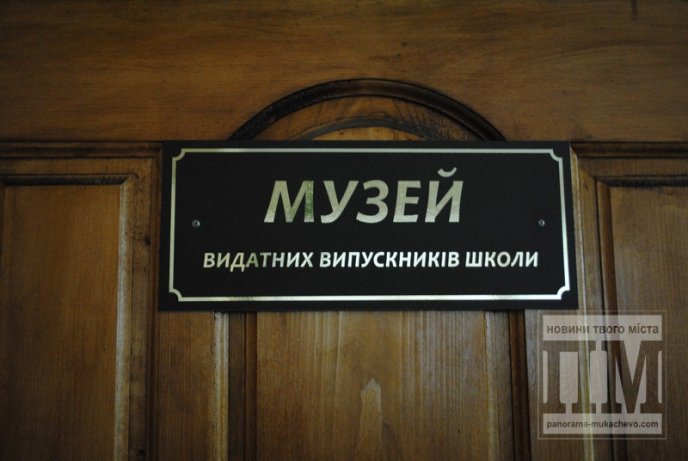 МУЗЕЙ
ВИДАТНИХ ВИПУСКНИКІВ ШКОЛИ
НОВИНИ ТВОГО МІСТА
ПМ
panorama-mukachevo.com